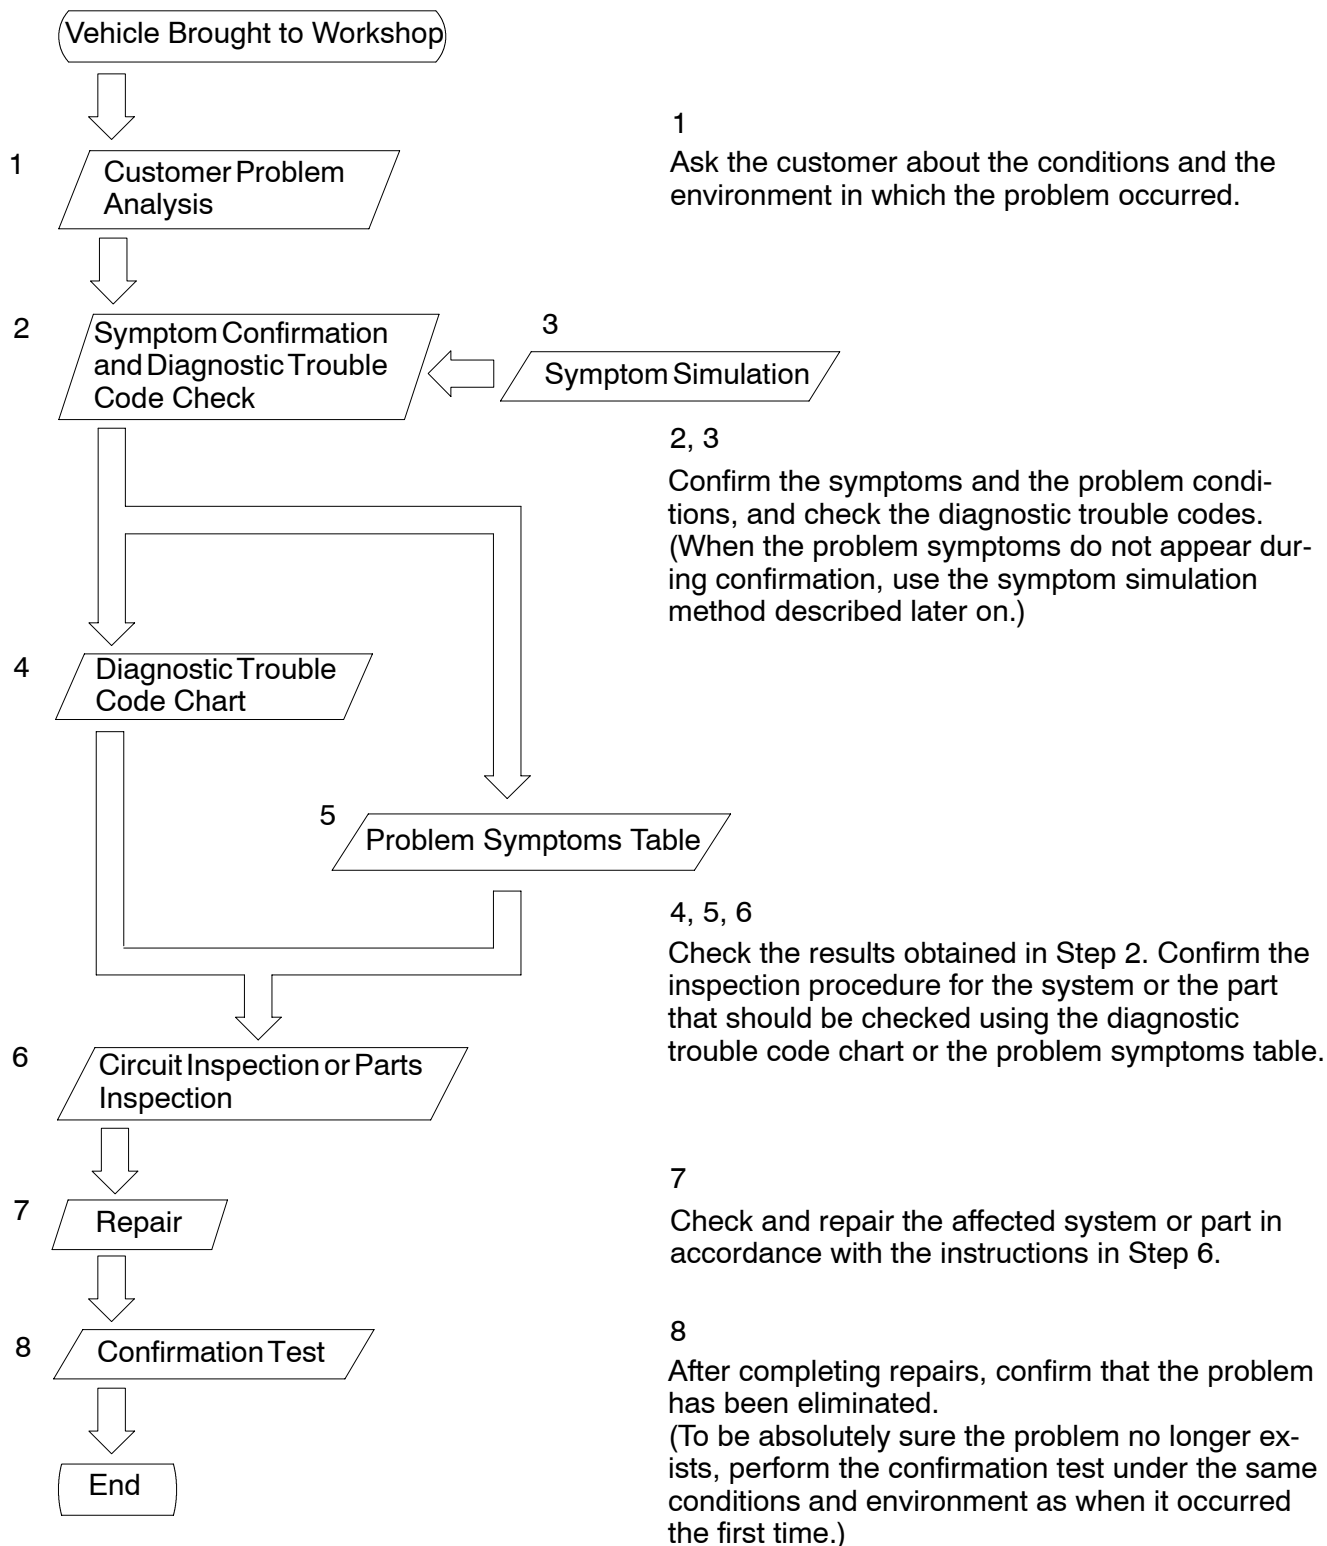 Vehicle Brought to Workshop
1
Customer Problem
Analysis
1
Ask the customer about the conditions and the
environment in which the problem occurred.
2
Symptom Confirmation
and Diagnostic Trouble
Code Check
3
Symptom Simulation
2, 3
Confirm the symptoms and the problem condi-
tions, and check the diagnostic trouble codes.
(When the problem symptoms do not appear dur-
ing confirmation, use the symptom simulation
method described later on.)
4
Diagnostic Trouble
Code Chart
5
Problem Symptoms Table
4, 5, 6
Check the results obtained in Step 2. Confirm the
inspection procedure for the system or the part
that should be checked using the diagnostic
trouble code chart or the problem symptoms table.
6
Circuit Inspection or Parts
Inspection
7
Repair
7
Check and repair the affected system or part in
accordance with the instructions in Step 6.
8
Confirmation Test
8
After completing repairs, confirm that the problem
has been eliminated.
(To be absolutely sure the problem no longer ex-
ists, perform the confirmation test under the same
conditions and environment as when it occurred
the first time.)
End